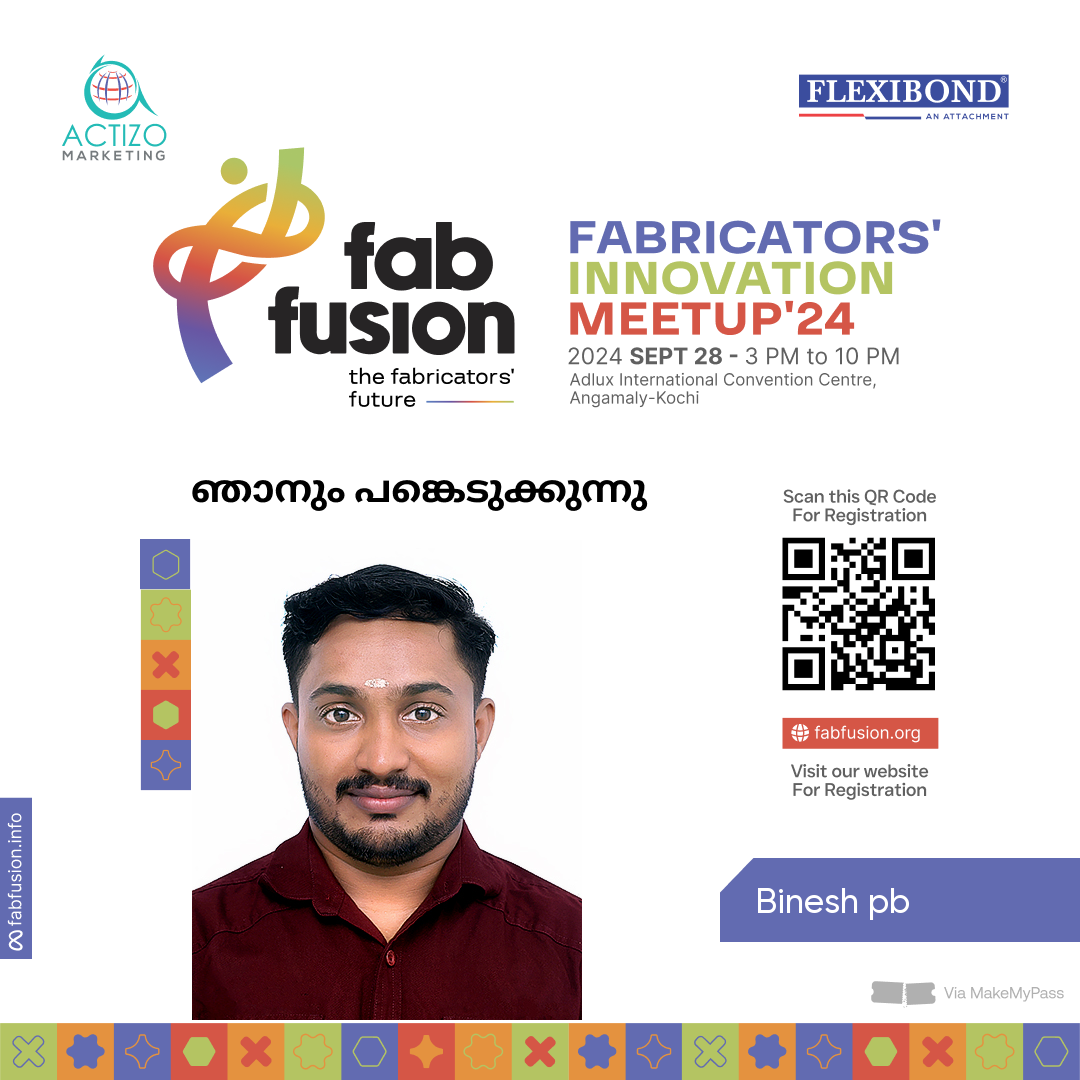 ACTIZO
MARKETING
FLEXIBOND®
AN ATTACHMENT
fab
fusion
the fabricators'
future
FABRICATORS'
INNOVATION
MEETUP'24
2024 SEPT 28 - 3 PM to 10 PM
Adlux International Convention Centre,
Angamaly-Kochi
ഞാനും പങ്കെടുക്കുന്നു
Scan this QR Code
For Registration
fabfusion.org
Visit our website
For Registration
fabfusion.info
Binesh pb
Via MakeMyPass